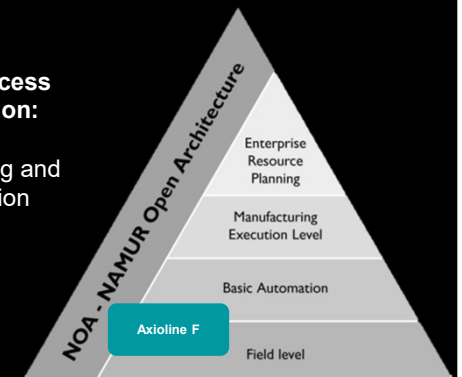 cess
on:
g and
ion
NOA - NAMUR Open Architecture
Enterprise
Resource
Planning
Manufacturing
Execution Level
Basic Automation
Axioline F
Field level